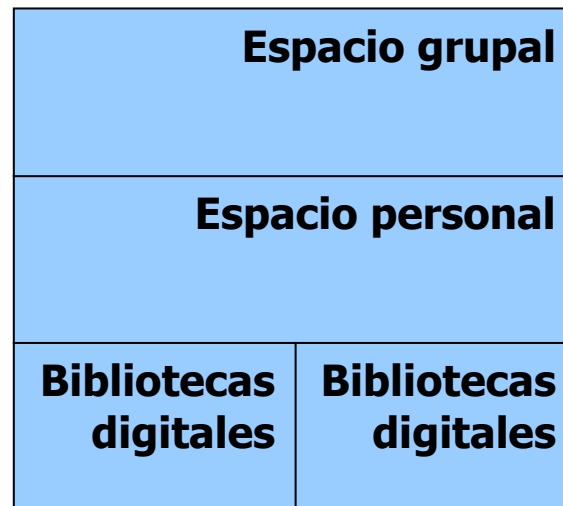 Espacio grupal
Espacio personal
Bibliotecas
digitales
Bibliotecas
digitales